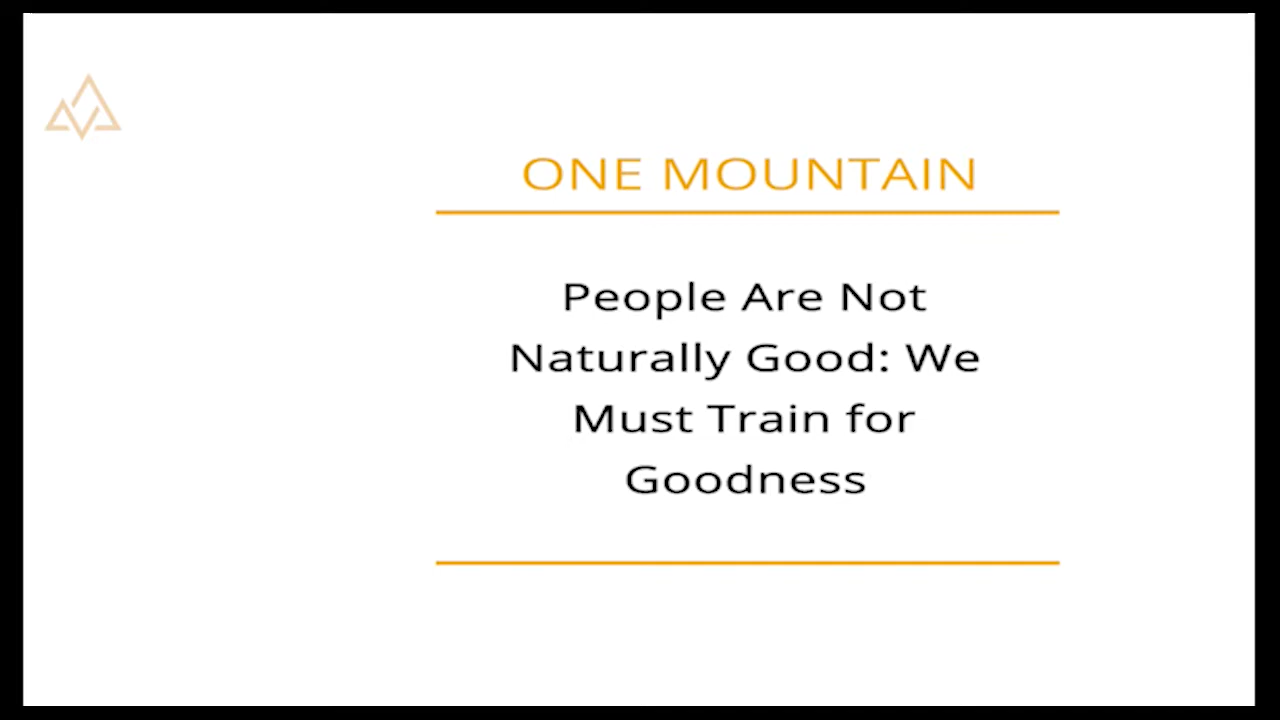 ONE MOUNTAIN
People Are Not
Naturally Good: We
Must Train for
Goodness